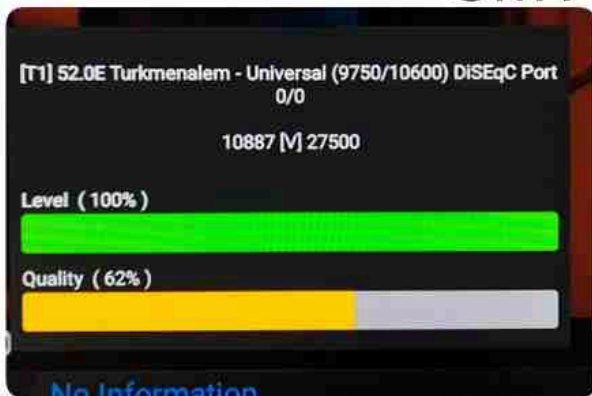 [T1] 52.0E Turkmenalem - Universal (9750/10600) DiSEqC Port
0/0
10887 [V] 27500
Level ( 100% )
Quality ( 62% )
No Information